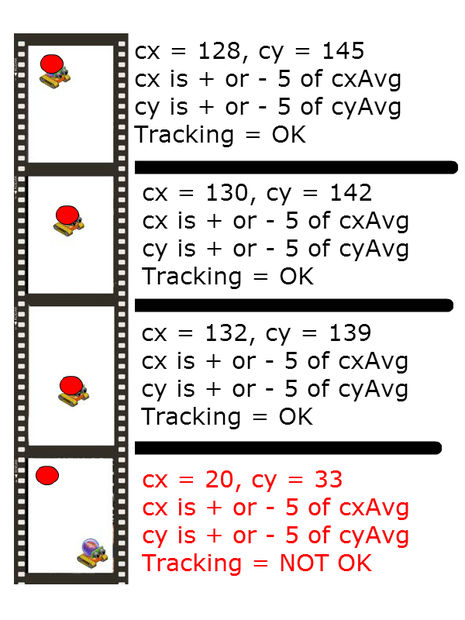 cx = 128, cy = 145
cx is + or - 5 of cxAvg
cy is + or - 5 of cyAvg
Tracking = OK
cx = 130, cy = 142
cx is + or - 5 of cxAvg
cy is + or - 5 of cyAvg
Tracking = OK
cx = 132, cy = 139
cx is + or - 5 of cxAvg
cy is + or - 5 of cyAvg
Tracking = OK
cx = 20, cy = 33
cx is + or - 5 of cxAvg
cy is + or - 5 of cyAvg
Tracking = NOT OK